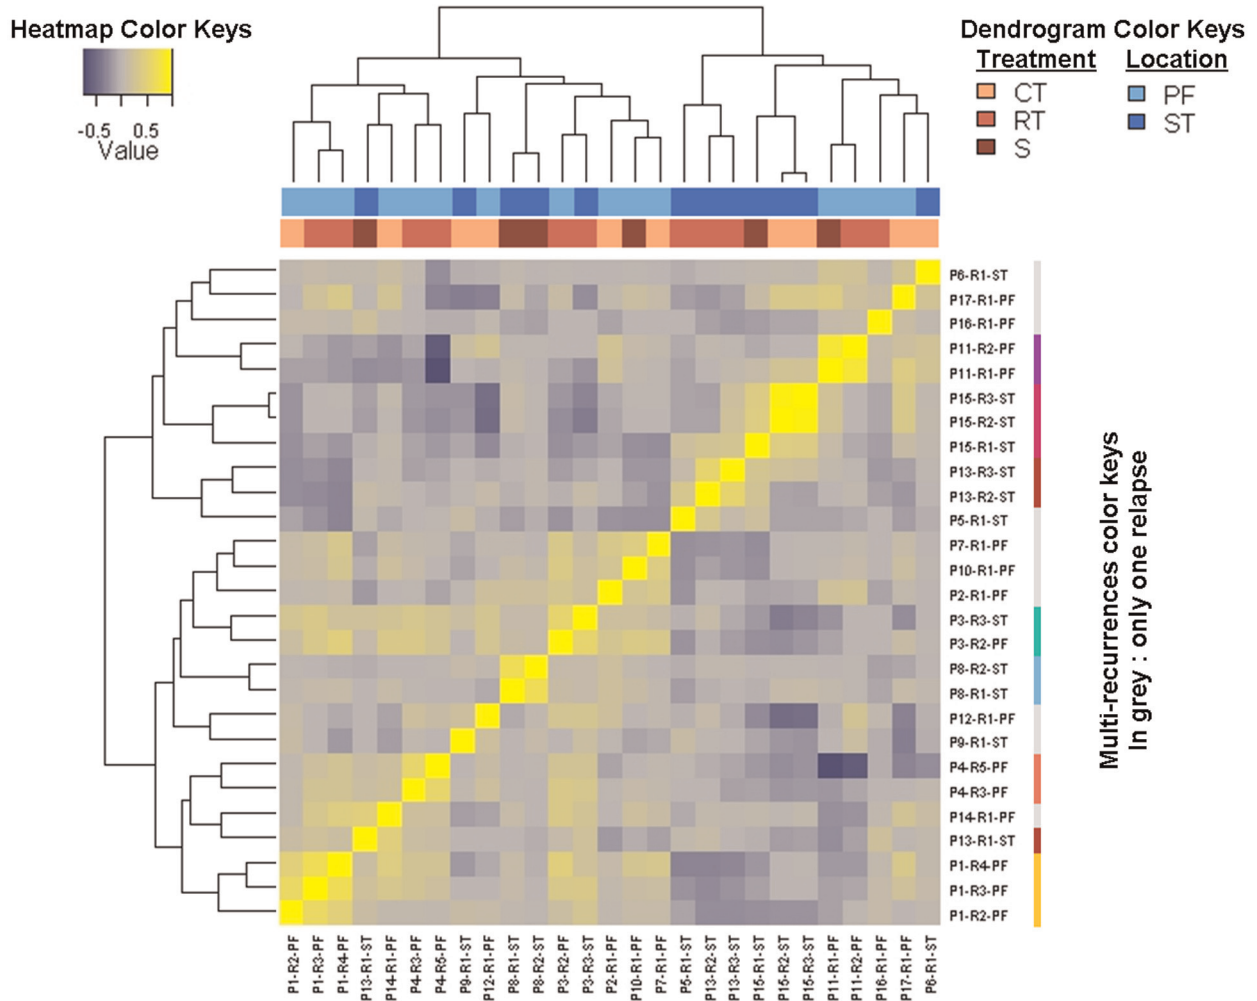 Heatmap Color Keys
-0.5 0.5
Value
Dendrogram Color Keys
Treatment Location
CT PF
RT ST
S
P6-R1-ST
P17-R1-PF
P16-R1-PF
P11-R2-PF
P11-R1-PF
P15-R3-ST
P15-R2-ST
P15-R1-ST
P13-R3-ST
P13-R2-ST
P5-R1-ST
P7-R1-PF
P10-R1-PF
P2-R1-PF
P3-R3-ST
P3-R2-PF
P8-R2-ST
P8-R1-ST
P12-R1-PF
P9-R1-ST
P4-R5-PF
P4-R3-PF
P14-R1-PF
P13-R1-ST
P1-R4-PF
P1-R3-PF
P1-R2-PF
Multi-recurrences color keys
In grey : only one relapse
P1-R2-PF
P1-R3-PF
P1-R4-PF
P13-R1-ST
P14-R1-PF
P4-R3-PF
P4-R5-PF
P9-R1-ST
P12-R1-PF
P8-R1-ST
P8-R2-ST
P3-R2-PF
P3-R3-ST
P2-R1-PF
P10-R1-PF
P7-R1-PF
P5-R1-ST
P13-R2-ST
P13-R3-ST
P15-R1-ST
P15-R2-ST
P15-R3-ST
P11-R1-PF
P11-R2-PF
P16-R1-PF
P17-R1-PF
P6-R1-ST